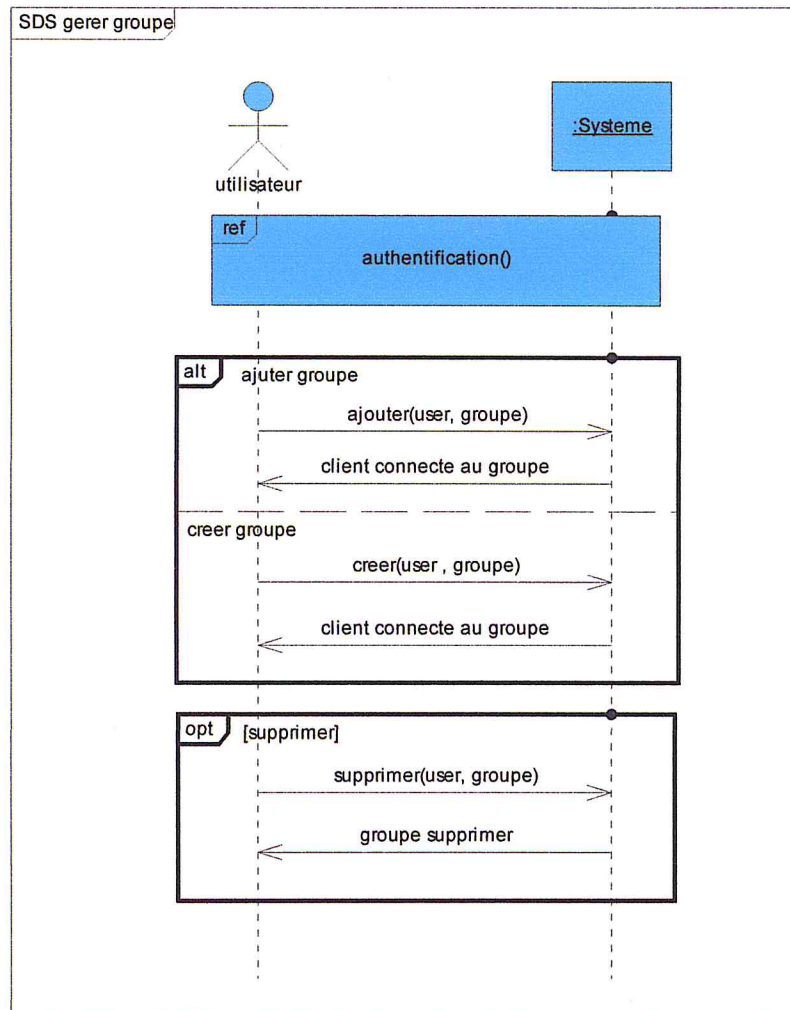 SDS gerer groupe
utilisateur
:Systeme
ref
authentification()
alt
ajuter groupe
ajouter(user, groupe)
client connecte au groupe
creer groupe
creer(user , groupe)
client connecte au groupe
opt
[supprimer]
supprimer(user, groupe)
groupe supprimer